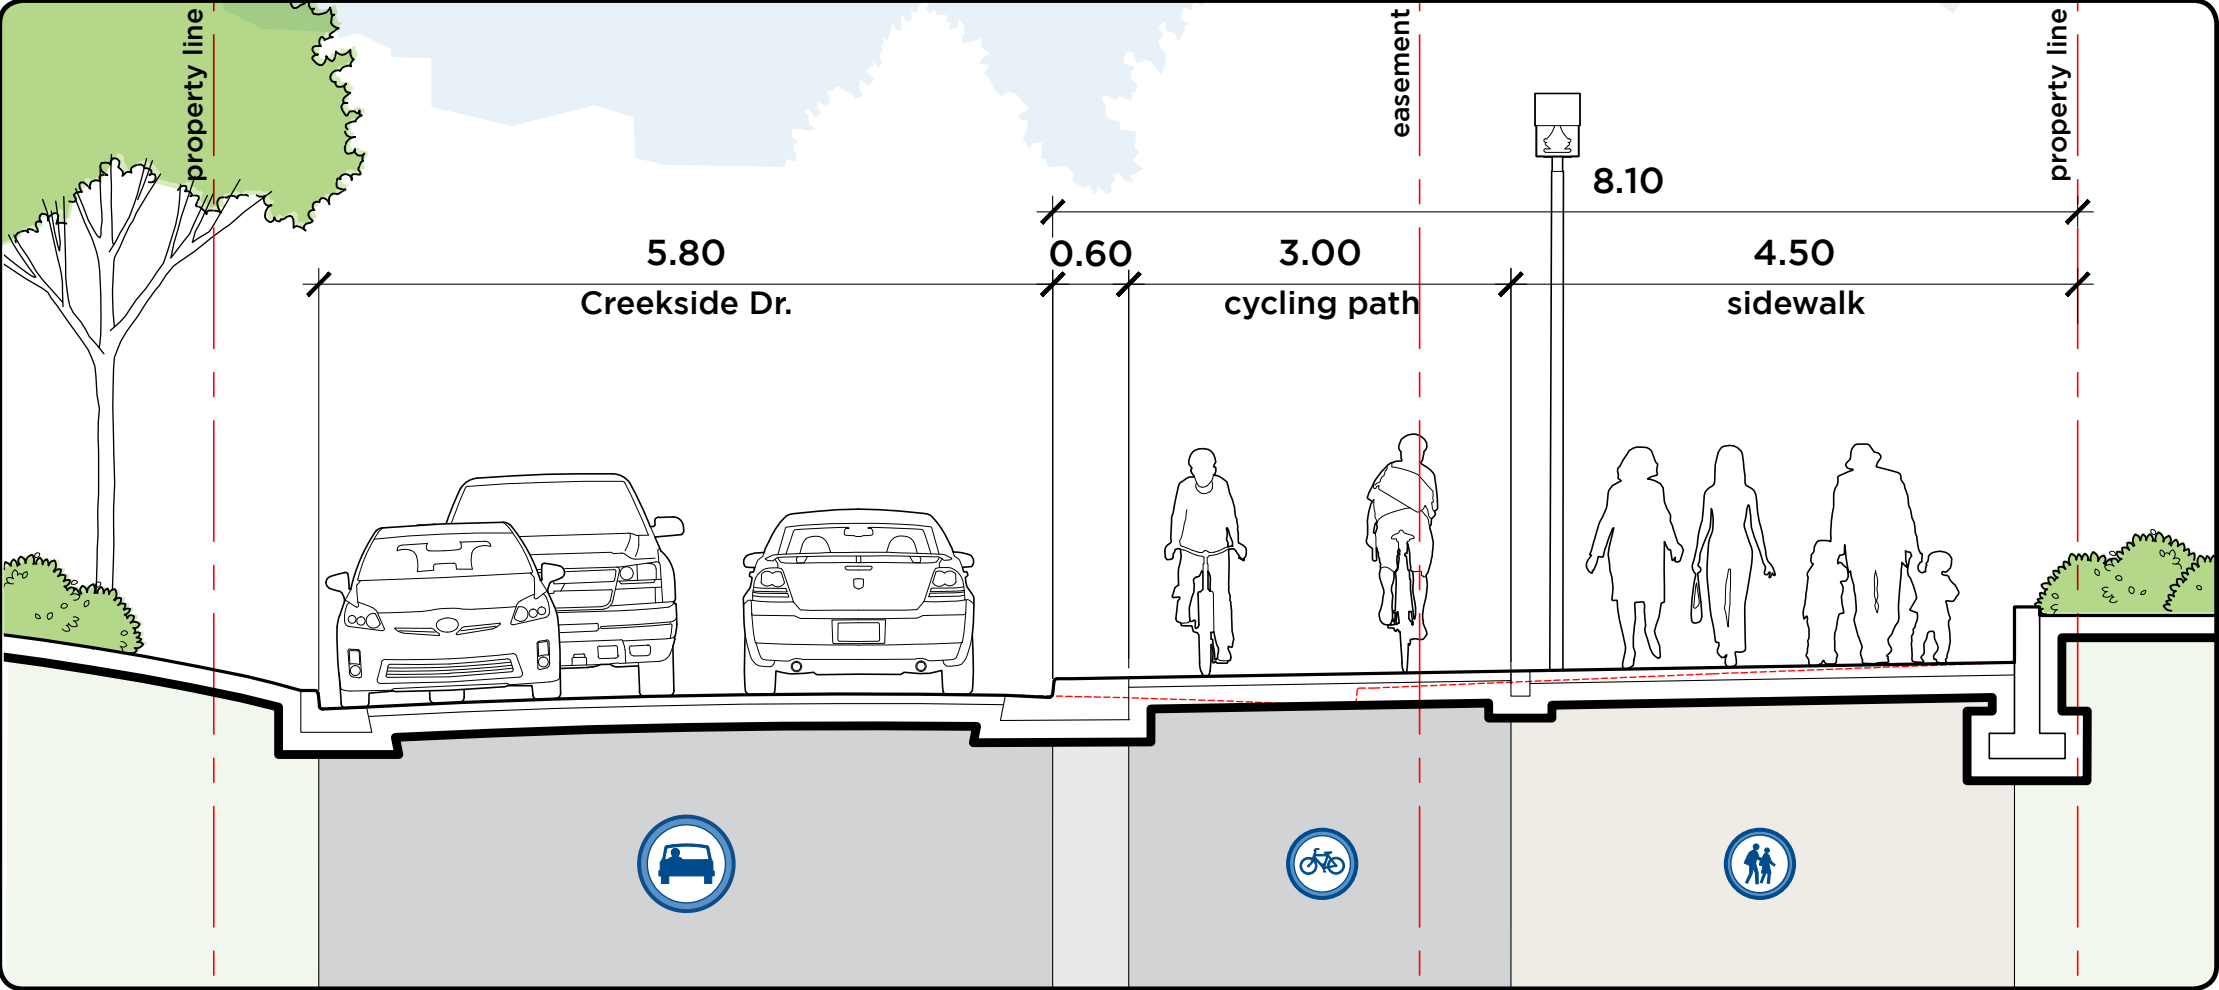 property line
easement
property line
8.10
5.80
0.60
3.00
4.50
Creekside Dr.
cycling path
sidewalk